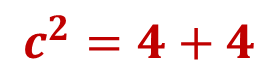 c² = 4 + 4